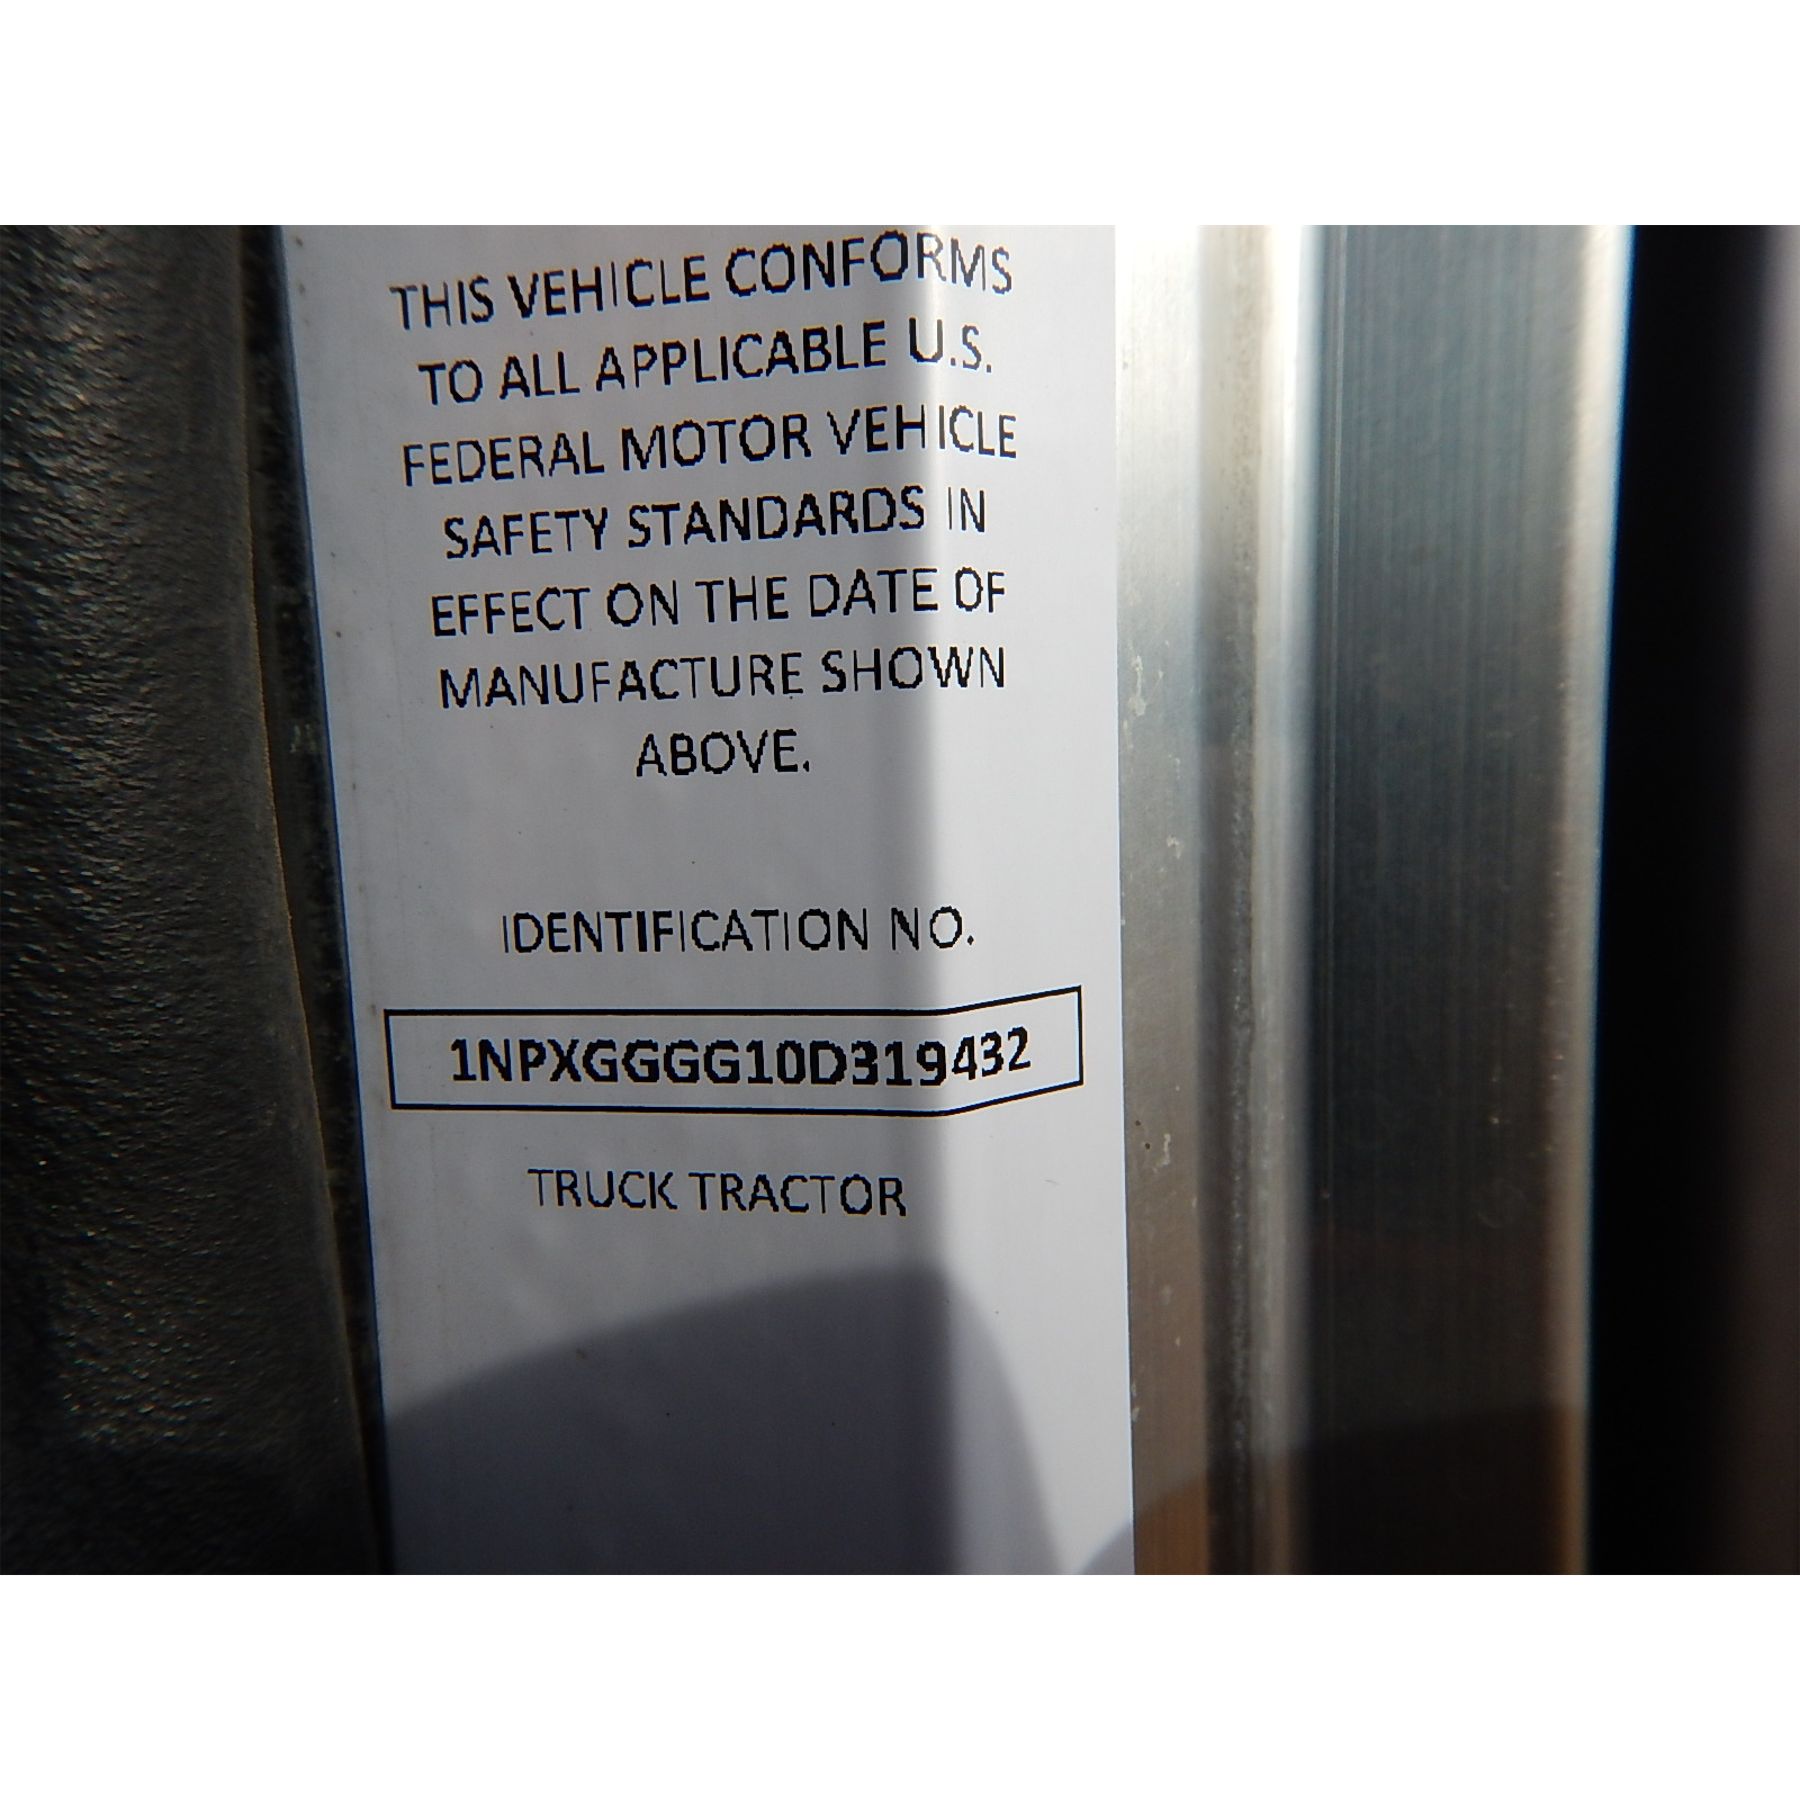 THIS VEHICLE CONFORMS
TO ALL APPLICABLE U.S.
FEDERAL MOTOR VEHICLE
SAFETY STANDARDS IN
EFFECT ON THE DATE OF
MANUFACTURE SHOWN
ABOVE.
IDENTIFICATION NO.
1NPXGGGG10D319432
TRUCK TRACTOR